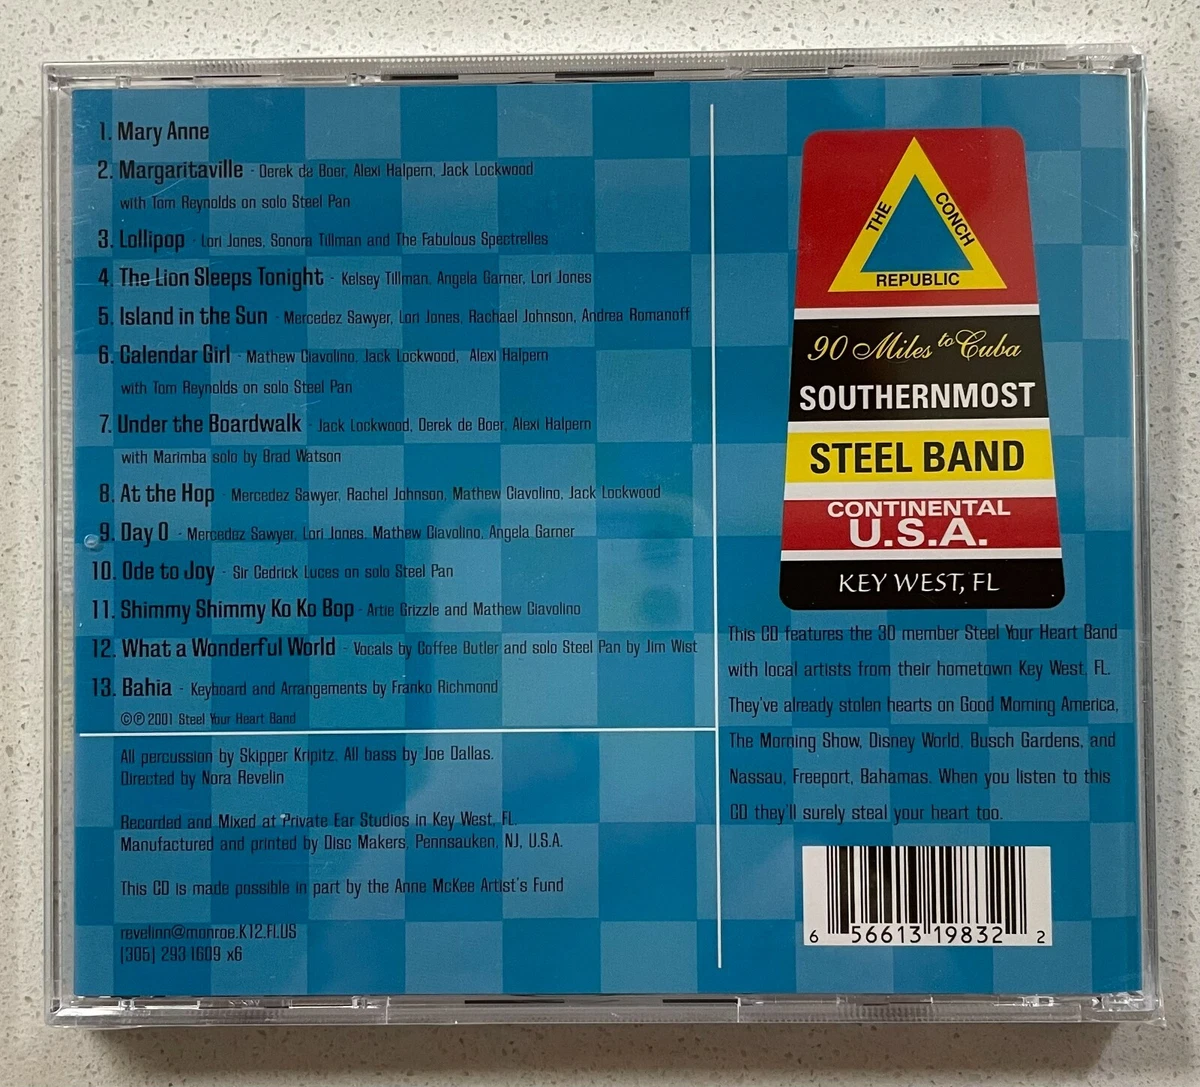 1. Mary Anne
2. Margaritaville - Derek de Boer, Alexi Halpern, Jack Lockwood
with Tom Reynolds on solo Steel Pan
3. Lollipop - Lori Jones, Sonora Tillman and The Fabulous Spectrelles
4. The Lion Sleeps Tonight - Kelsey Tillman, Angela Garner, Lori Jones
5. Island in the Sun - Mercedez Sawyer, Lori Jones, Rachael Johnson, Andrea Romanoff
6. Calendar Girl - Mathew Ciavolino, Jack Lockwood, Alexi Halpern
with Tom Reynolds on solo Steel Pan
7. Under the Boardwalk - Jack Lockwood, Derek de Boer, Alexi Halpern
with Marimba solo by Brad Watson
8. At the Hop - Mercedez Sawyer, Rachel Johnson, Mathew Ciavolino, Jack Lockwood
9. Day O - Mercedez Sawyer, Lori Jones, Mathew Ciavolino, Angela Garner
10. Ode to Joy - Sir Cedrick Luces on solo Steel Pan
11. Shimmy Shimmy Ko Ko Bop - Artie Grizzle and Mathew Ciavolino
12. What a Wonderful World - Vocals by Coffee Butler and solo Steel Pan by Jim Wist
13. Bahia - Keyboard and Arrangements by Franko Richmond
©℗ 2001 Steel Your Heart Band
All percussion by Skipper Kripitz, All bass by Joe Dallas.
Directed by Nora Revelin
Recorded and Mixed at Private Ear Studios in Key West, FL.
Manufactured and printed by Disc Makers, Pennsauken, NJ, U.S.A.
This CD is made possible in part by the Anne McKee Artist's Fund
revelinn@monroe.K12.Fl.US
(305) 293 1609 x6
THE CONCH
REPUBLIC
90 Miles to Cuba
SOUTHERNMOST
STEEL BAND
CONTINENTAL
U.S.A.
KEY WEST, FL
This CD features the 30 member Steel Your Heart Band
with local artists from their hometown Key West, FL.
They've already stolen hearts on Good Morning America,
The Morning Show, Disney World, Busch Gardens, and
Nassau, Freeport, Bahamas. When you listen to this
CD they'll surely steal your heart too.
6 56613 19832 2